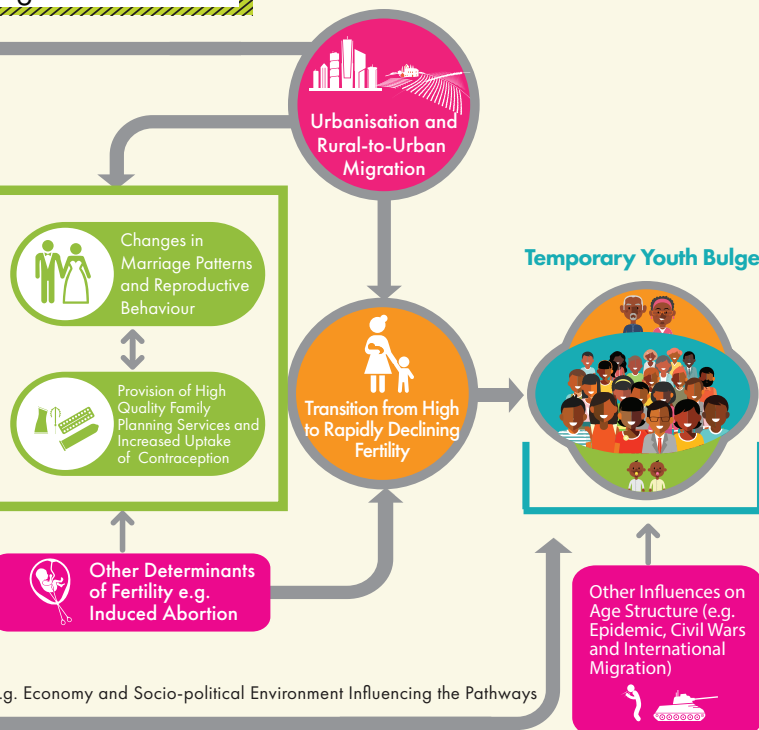 Urbanisation and
Rural-to-Urban
Migration
Changes in
Marriage Patterns
and Reproductive
Behaviour
Provision of High
Quality Family
Planning Services and
Increased Uptake
of Contraception
Transition from High
to Rapidly Declining
Fertility
Temporary Youth Bulge
Other Determinants
of Fertility e.g.
Induced Abortion
Other Influences on
Age Structure (e.g.
Epidemic, Civil Wars
and International
Migration)
.g. Economy and Socio-political Environment Influencing the Pathways